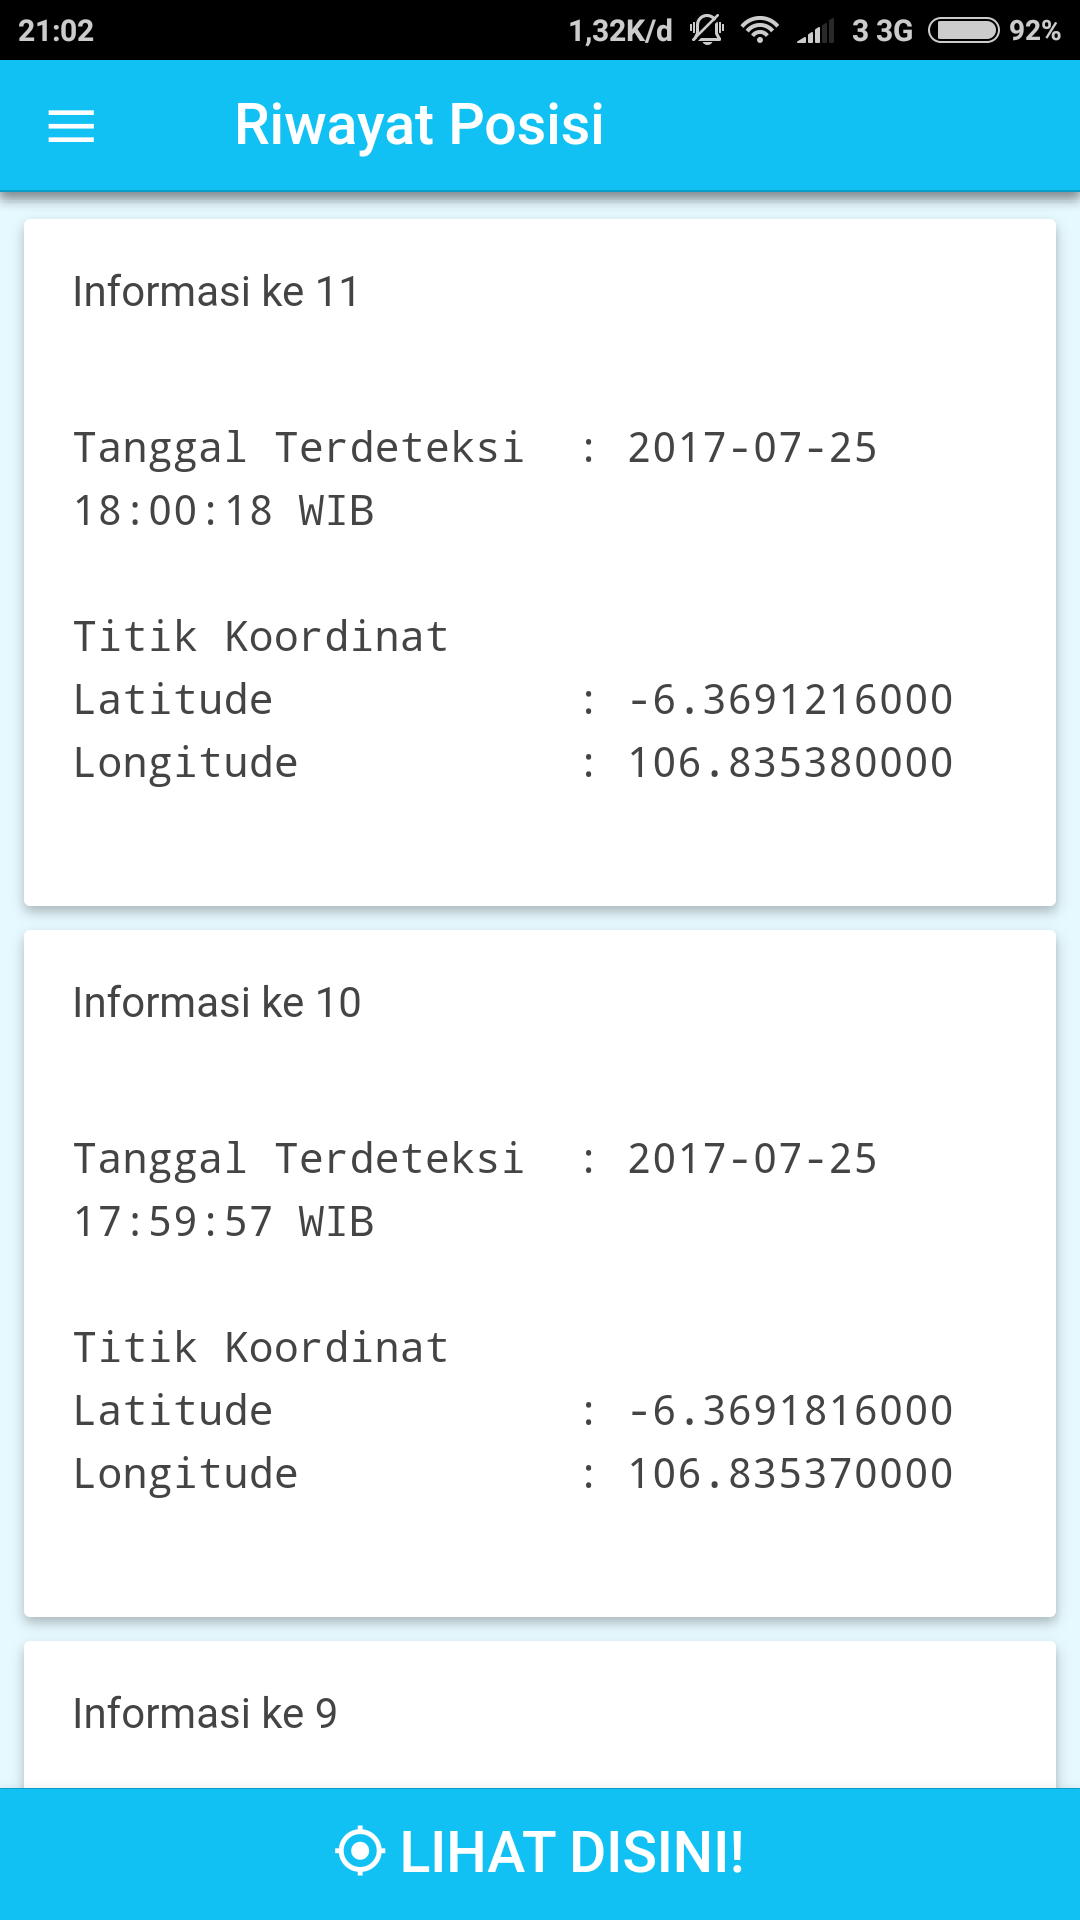 21:02 1,32K/d 3 3G 92%
Riwayat Posisi
Informasi ke 11
Tanggal Terdeteksi : 2017-07-25
18:00:18 WIB
Titik Koordinat
Latitude : -6.3691216000
Longitude : 106.835380000
Informasi ke 10
Tanggal Terdeteksi : 2017-07-25
17:59:57 WIB
Titik Koordinat
Latitude : -6.3691816000
Longitude : 106.835370000
Informasi ke 9
LIHAT DISINI!